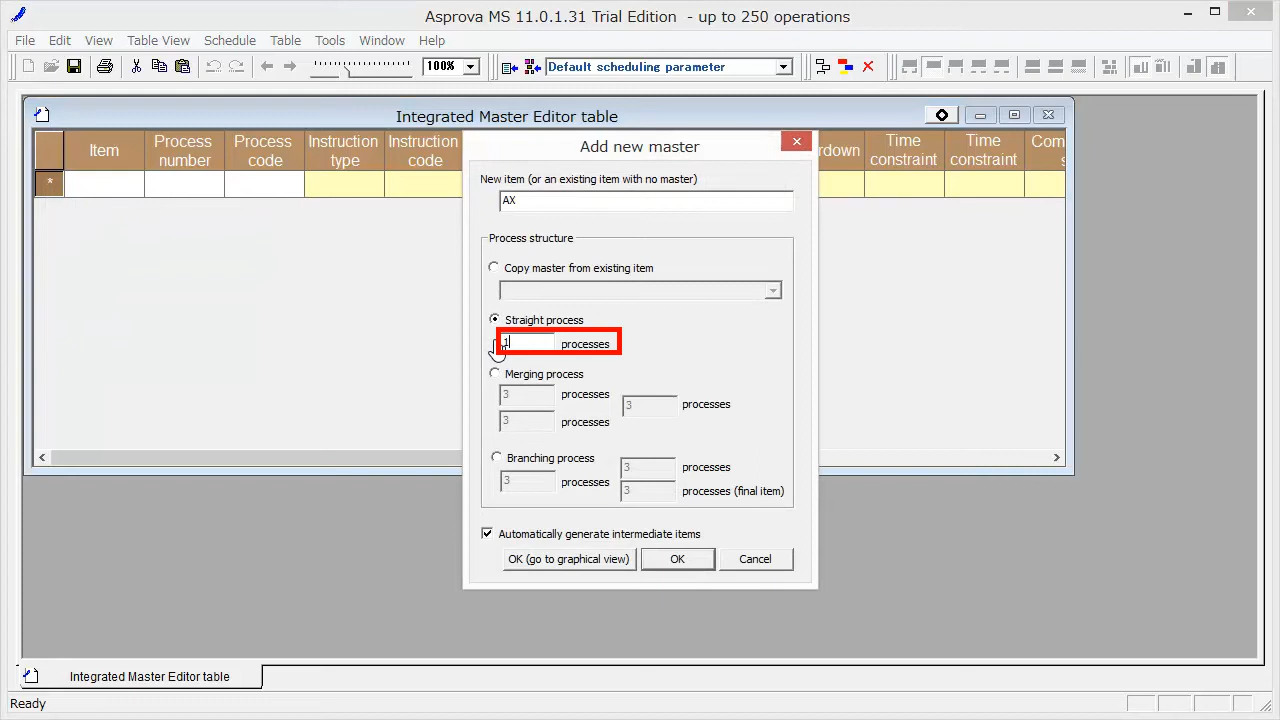 Asprova MS 11.0.1.31 Trial Edition - up to 250 operations
File Edit View Table View Schedule Table Tools Window Help
100% Default scheduling parameter
Integrated Master Editor table
Item Process number Process code Instruction type Instruction code Time constraint Time constraint
*
Add new master
New item (or an existing item with no master)
AX
Process structure
Copy master from existing item
Straight process
1 processes
Merging process
3 processes
3 processes
3 processes
Branching process
3 processes
3 processes
3 processes (final item)
Automatically generate intermediate items
OK (go to graphical view) OK Cancel
Integrated Master Editor table
Ready